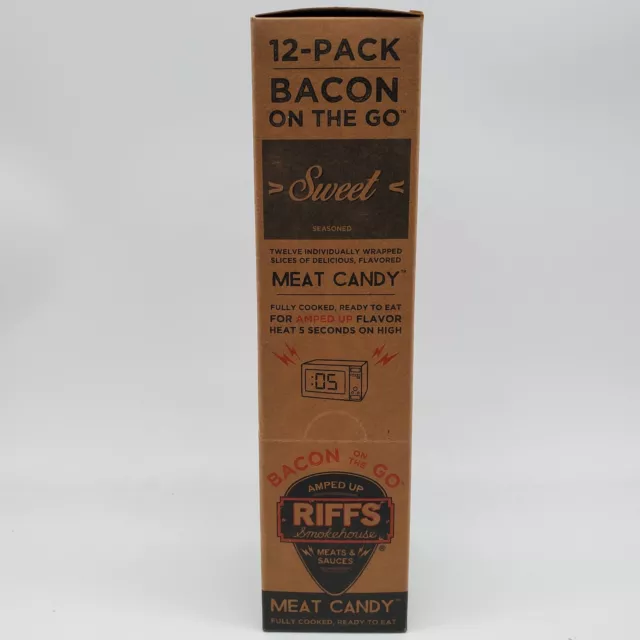 12-PACK
BACON
ON THE GO™
> Sweet <
SEASONED
TWELVE INDIVIDUALLY WRAPPED
SLICES OF DELICIOUS, FLAVORED
MEAT CANDY™
FULLY COOKED, READY TO EAT
FOR AMPED UP FLAVOR
HEAT 5 SECONDS ON HIGH
:05
BACON ON THE GO™
AMPED UP
RIFFS
Smokehouse
MEATS &
SAUCES ®
MEAT CANDY™
FULLY COOKED, READY TO EAT